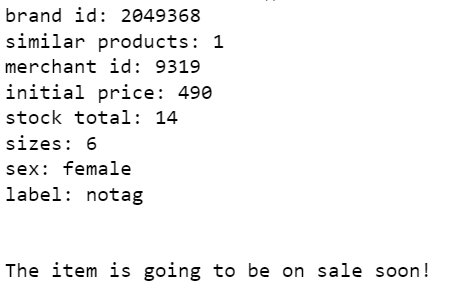 brand id: 2049368
similar products: 1
merchant id: 9319
initial price: 490
stock total: 14
sizes: 6
sex: female
label: notag
The item is going to be on sale soon!